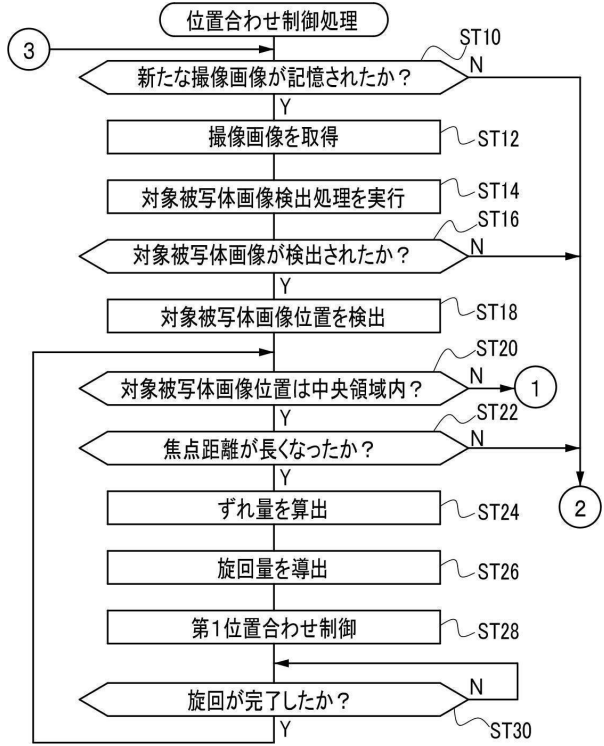 位置合わせ制御処理
3
ST10
新たな撮像画像が記憶されたか?
N
Y
撮像画像を取得
ST12
対象被写体画像検出処理を実行
ST14
ST16
対象被写体画像が検出されたか?
N
Y
対象被写体画像位置を検出
ST18
ST20
対象被写体画像位置は中央領域内?
N
1
Y
ST22
焦点距離が長くなったか?
N
Y
2
ずれ量を算出
ST24
旋回量を導出
ST26
第1位置合わせ制御
ST28
旋回が完了したか?
N
Y
ST30